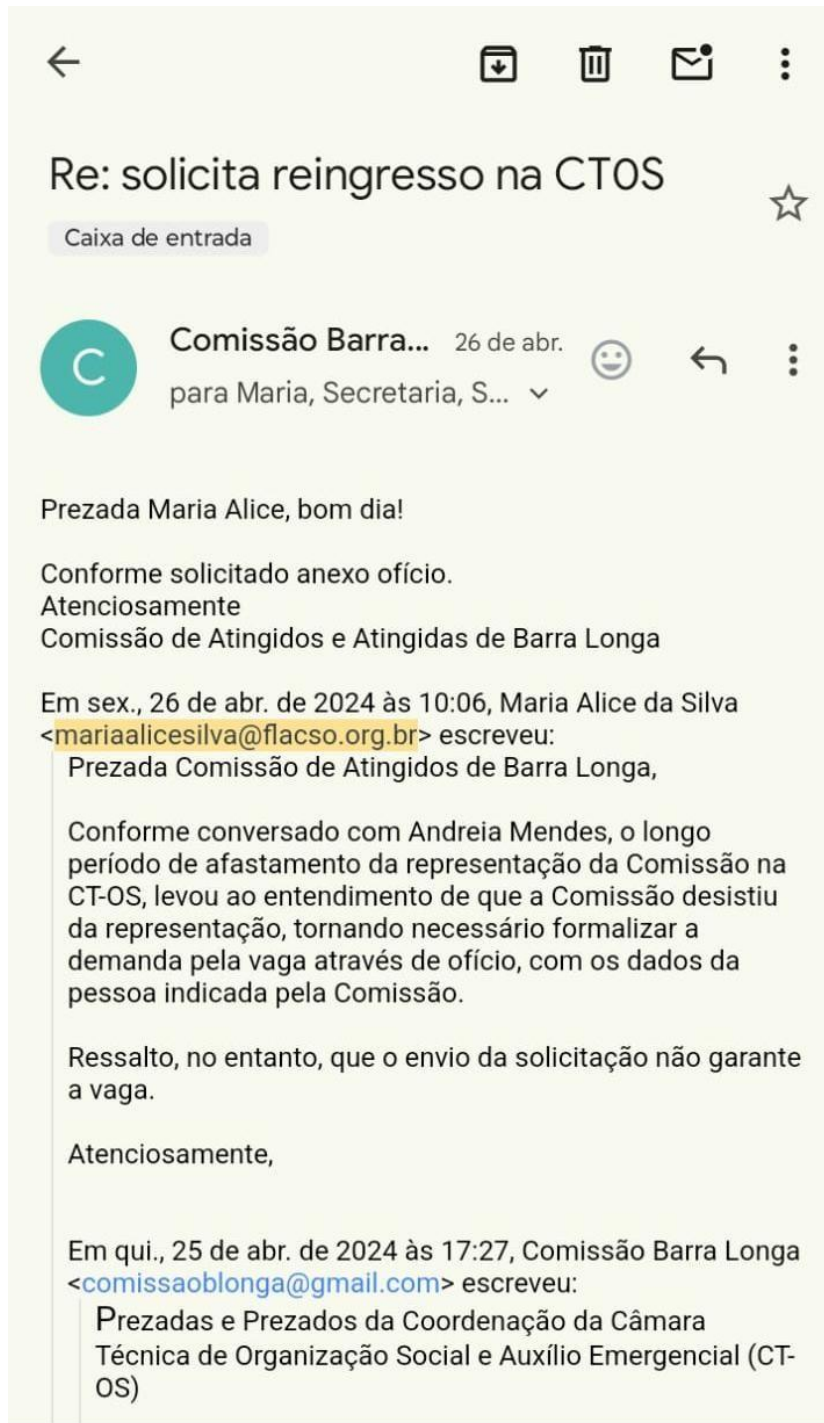 Re: solicita reingresso na CT0S
Caixa de entrada
C
Comissão Barra... 26 de abr.
para Maria, Secretaria, S...
Prezada Maria Alice, bom dia!
Conforme solicitado anexo ofício.
Atenciosamente
Comissão de Atingidos e Atingidas de Barra Longa
Em sex., 26 de abr. de 2024 às 10:06, Maria Alice da Silva
<mariaalicesilva@flacso.org.br> escreveu:
Prezada Comissão de Atingidos de Barra Longa,
Conforme conversado com Andreia Mendes, o longo
período de afastamento da representação da Comissão na
CT-OS, levou ao entendimento de que a Comissão desistiu
da representação, tornando necessário formalizar a
demanda pela vaga através de ofício, com os dados da
pessoa indicada pela Comissão.
Ressalto, no entanto, que o envio da solicitação não garante
a vaga.
Atenciosamente,
Em qui., 25 de abr. de 2024 às 17:27, Comissão Barra Longa
<comissaoblonga@gmail.com> escreveu:
Prezadas e Prezados da Coordenação da Câmara
Técnica de Organização Social e Auxílio Emergencial (CT-
OS)